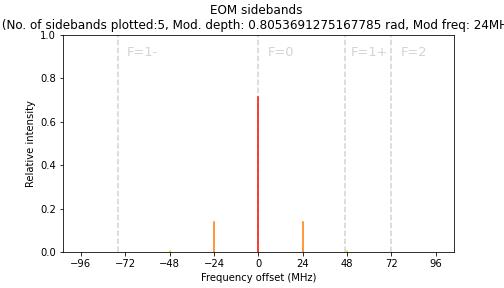 EOM sidebands
(No. of sidebands plotted:5, Mod. depth: 0.8053691275167785 rad, Mod freq: 24MH
F=1- F=0 F=1+ F=2
1.0
0.8
0.6
0.4
0.2
0.0
Relative intensity
−96 −72 −48 −24 0 24 48 72 96
Frequency offset (MHz)